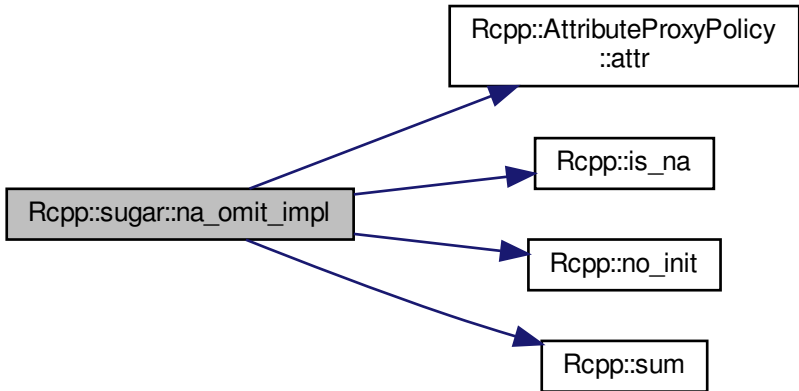 Rcpp::AttributeProxyPolicy
::attr
Rcpp::is_na
Rcpp::sugar::na_omit_impl
Rcpp::no_init
Rcpp::sum